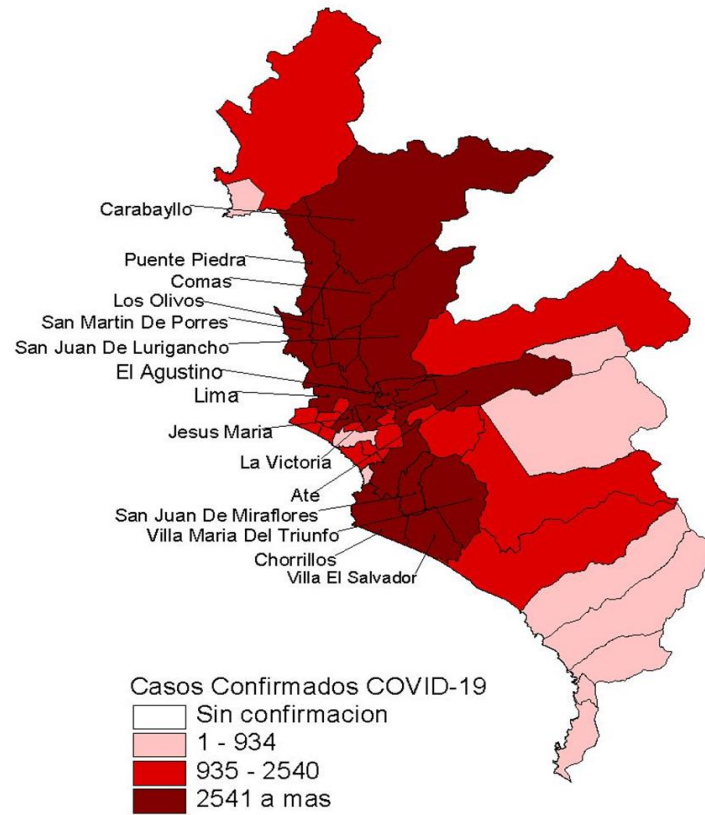 Carabayllo
Puente Piedra
Comas
Los Olivos
San Martin De Porres
San Juan De Lurigancho
El Agustino
Lima
Jesus Maria
La Victoria
Ate
San Juan De Miraflores
Villa Maria Del Triunfo
Chorrillos
Villa El Salvador
Casos Confirmados COVID-19
Sin confirmacion
1 - 934
935 - 2540
2541 a mas